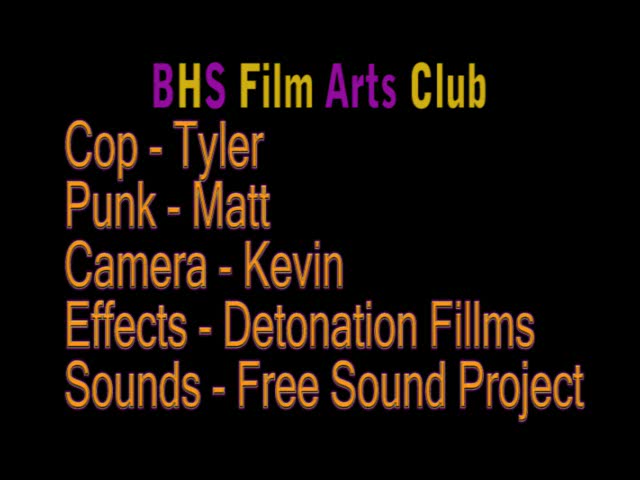 BHS Film Arts Club
Cop - Tyler
Punk - Matt
Camera - Kevin
Effects - Detonation Fillms
Sounds - Free Sound Project